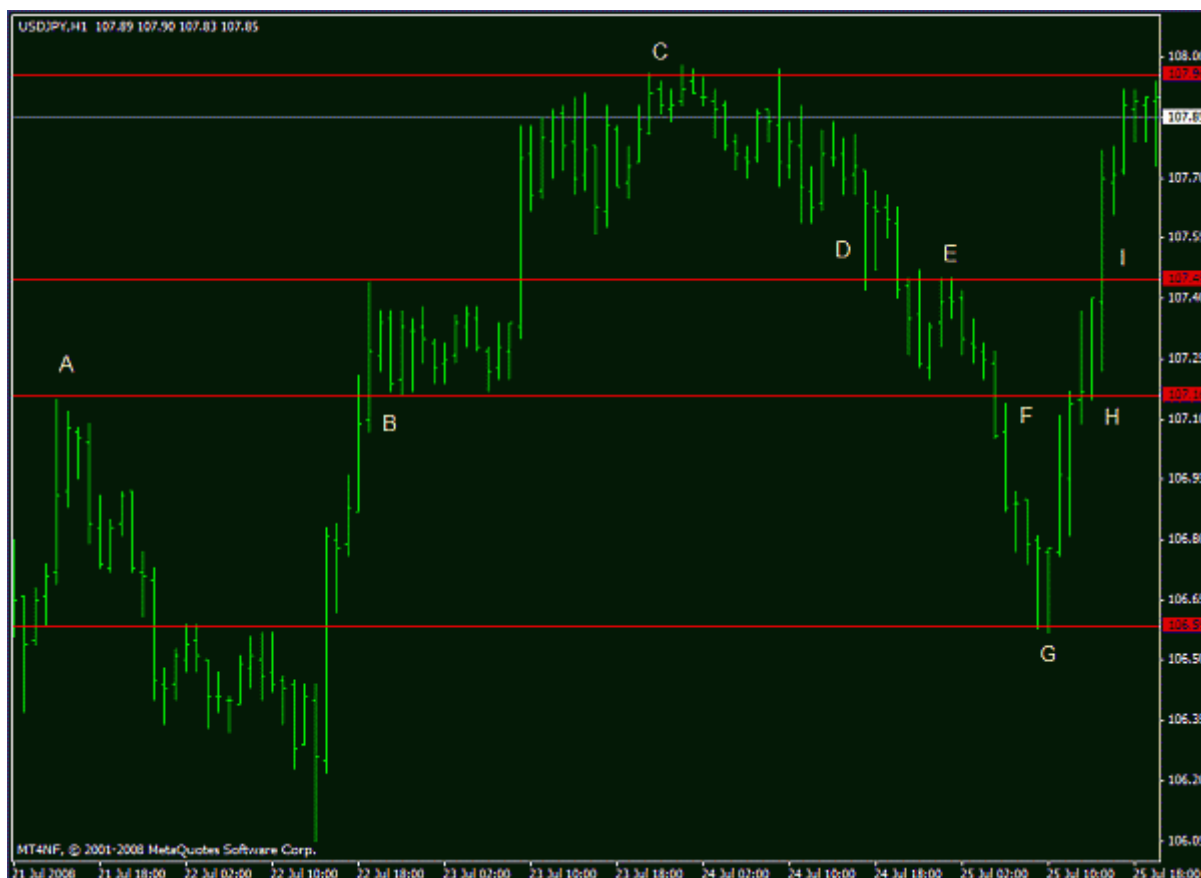 USDJPY,H1 107.89 107.90 107.83 107.85
C
108.00
107.85
107.70
D
E
107.55
I
107.40
A
107.25
B
F
H
107.10
106.95
106.80
106.65
G
106.50
106.35
106.20
106.05
MT4NF, © 2001-2008 MetaQuotes Software Corp.
21 Jul 2008 21 Jul 18:00 22 Jul 02:00 22 Jul 10:00 22 Jul 18:00 23 Jul 02:00 23 Jul 10:00 23 Jul 18:00 24 Jul 02:00 24 Jul 10:00 24 Jul 18:00 25 Jul 02:00 25 Jul 10:00 25 Jul 18:00